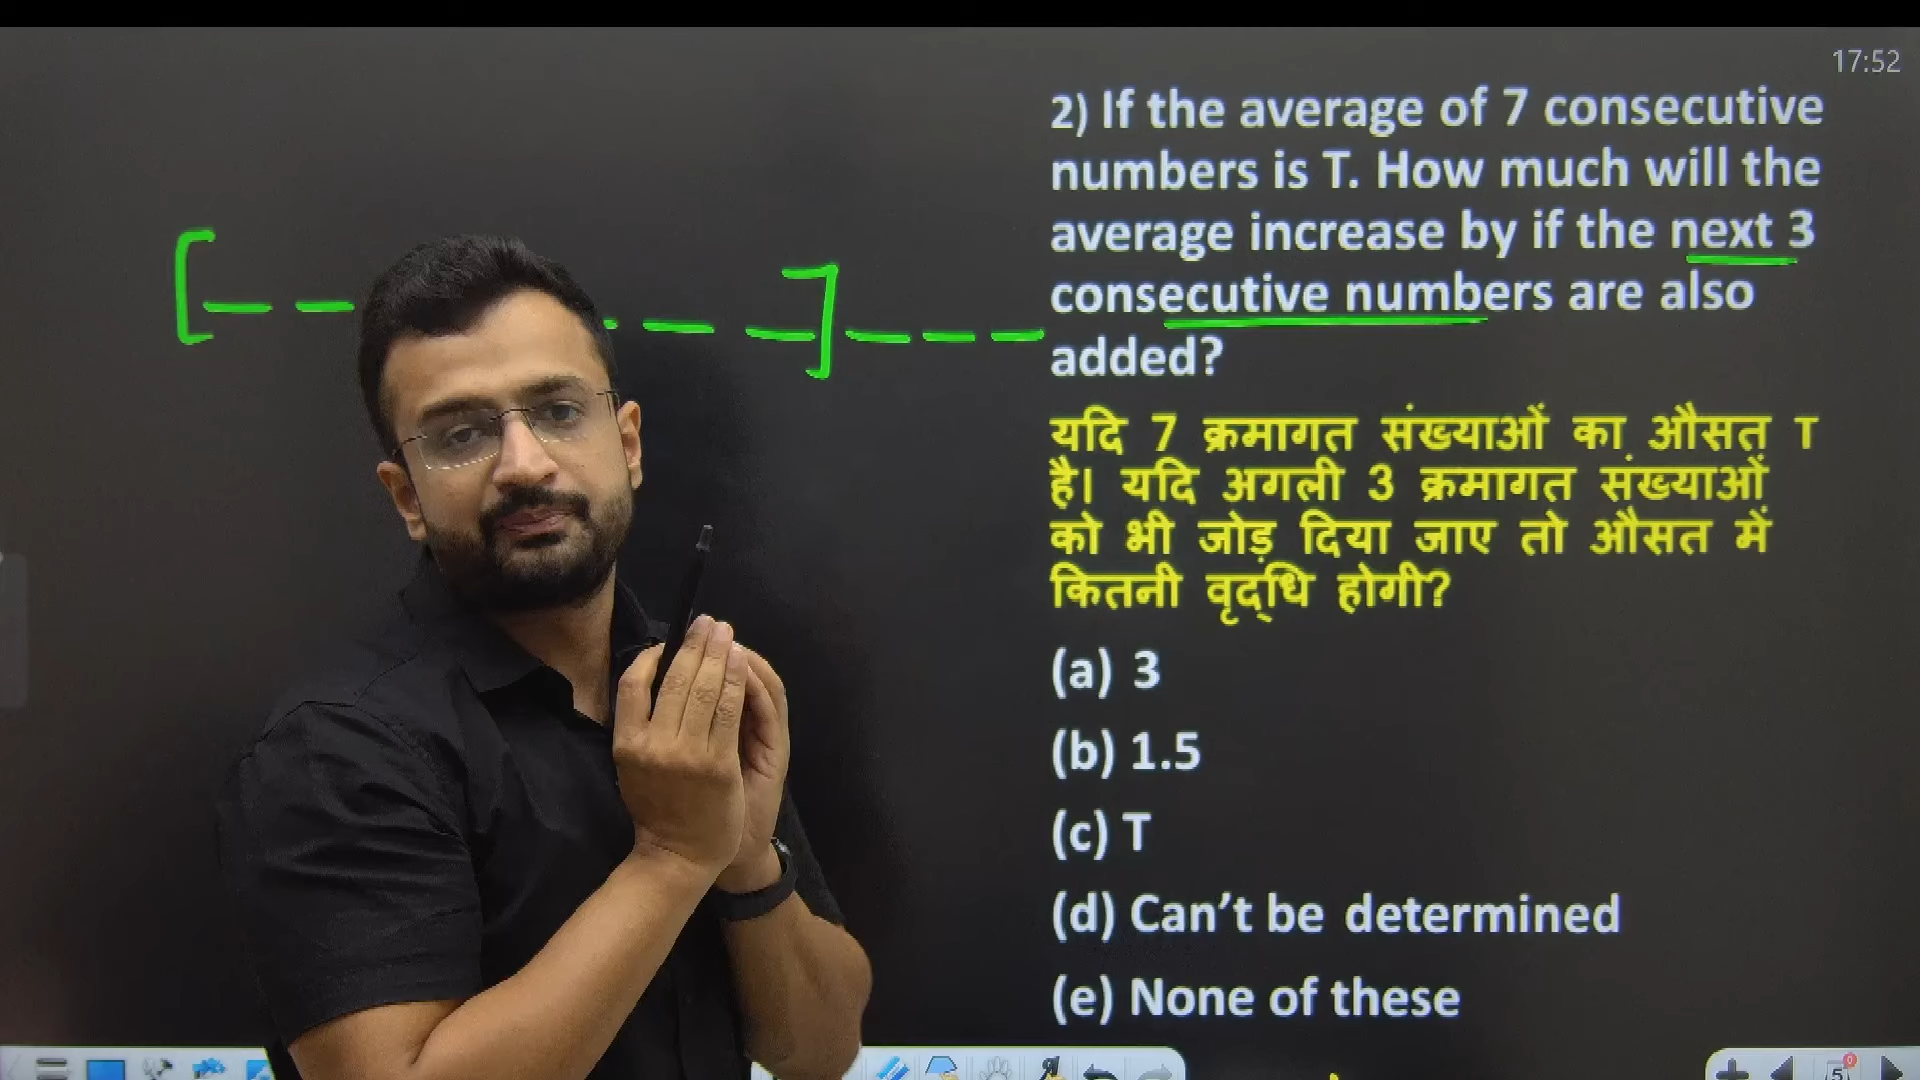 17:52
2) If the average of 7 consecutive
numbers is T. How much will the
average increase by if the next 3
consecutive numbers are also
added?
यदि 7 क्रमागत संख्याओं का औसत T
है। यदि अगली 3 क्रमागत संख्याओं
को भी जोड़ दिया जाए तो औसत में
कितनी वृद्धि होगी?
(a) 3
(b) 1.5
(c) T
(d) Can't be determined
(e) None of these
5
0